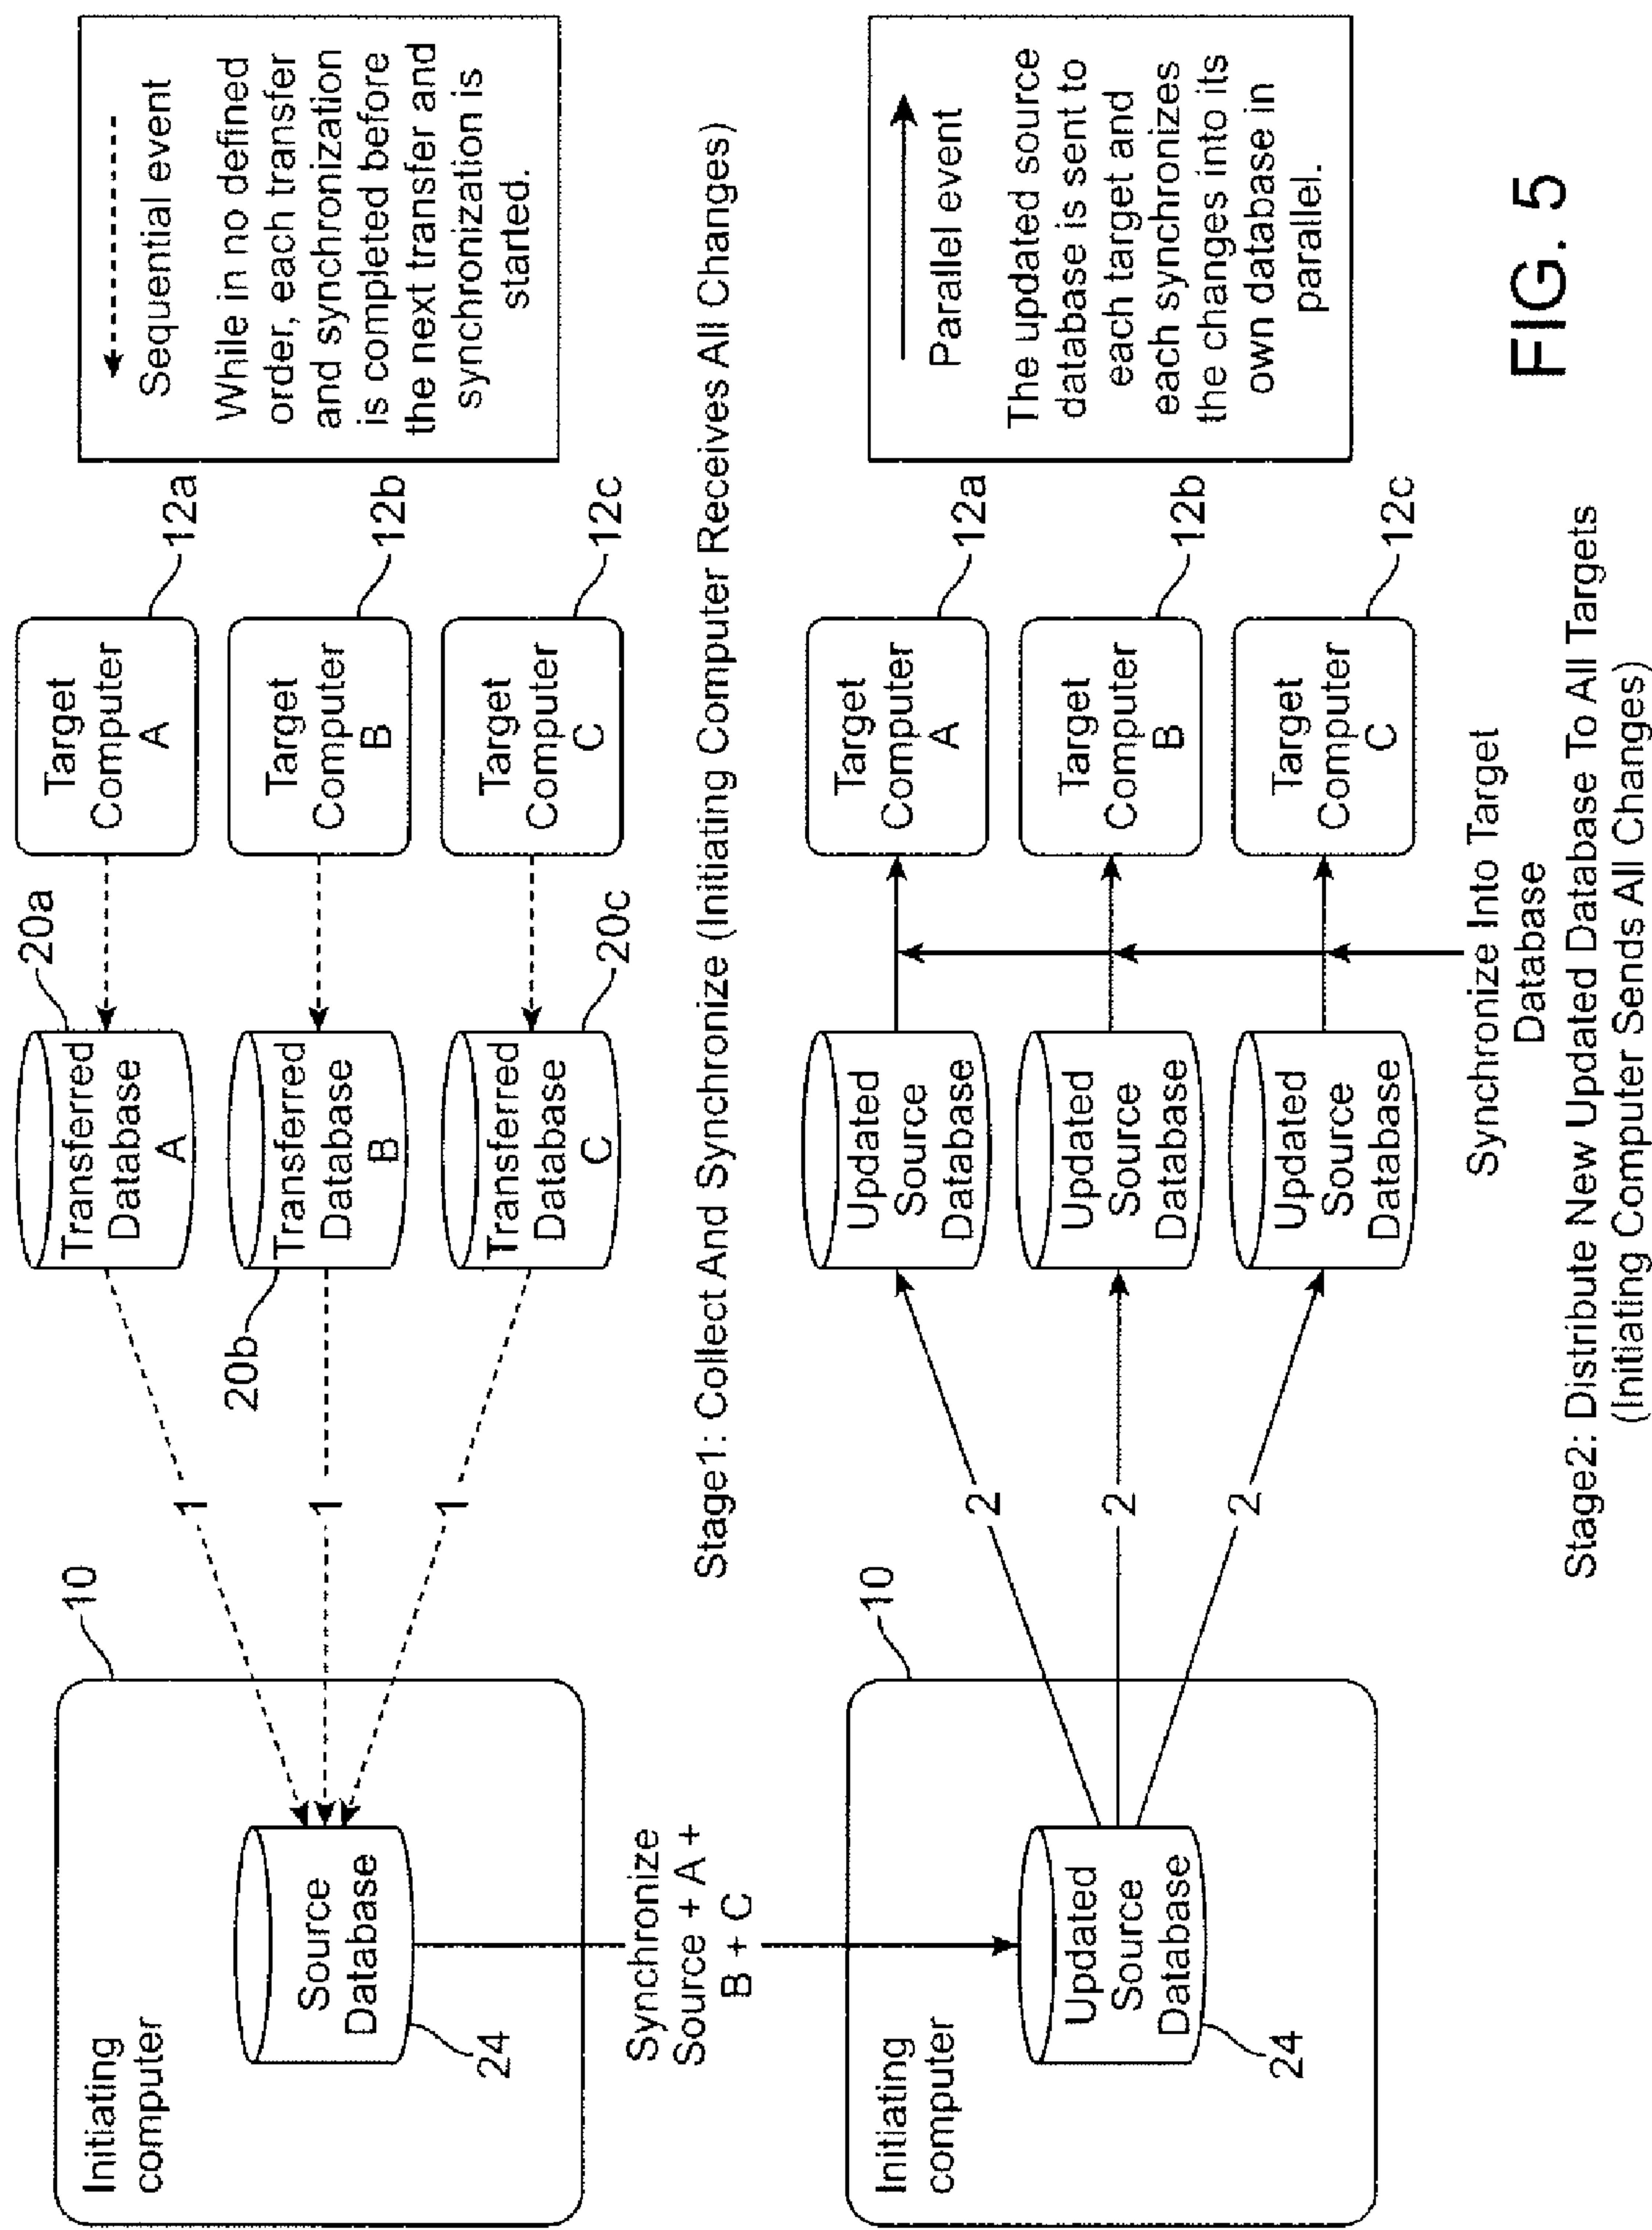 Initiating
computer
10
Source
Database
24
1
1
1
Transferred
Database
A
20a
Transferred
Database
B
20b
Transferred
Database
C
20c
Target
Computer
A
12a
Target
Computer
B
12b
Target
Computer
C
12c
Sequential event
While in no defined
order, each transfer
and synchronization
is completed before
the next transfer and
synchronization is
started.
Stage1: Collect And Synchronize (Initiating Computer Receives All Changes)
Synchronize
Source + A +
B + C
Initiating
computer
10
Updated
Source
Database
24
2
2
2
Updated
Source
Database
Updated
Source
Database
Updated
Source
Database
Target
Computer
A
12a
Target
Computer
B
12b
Target
Computer
C
12c
Parallel event
The updated source
database is sent to
each target and
each synchronizes
the changes into its
own database in
parallel.
Synchronize Into Target
Database
Stage2: Distribute New Updated Database To All Targets
(Initiating Computer Sends All Changes)
FIG. 5